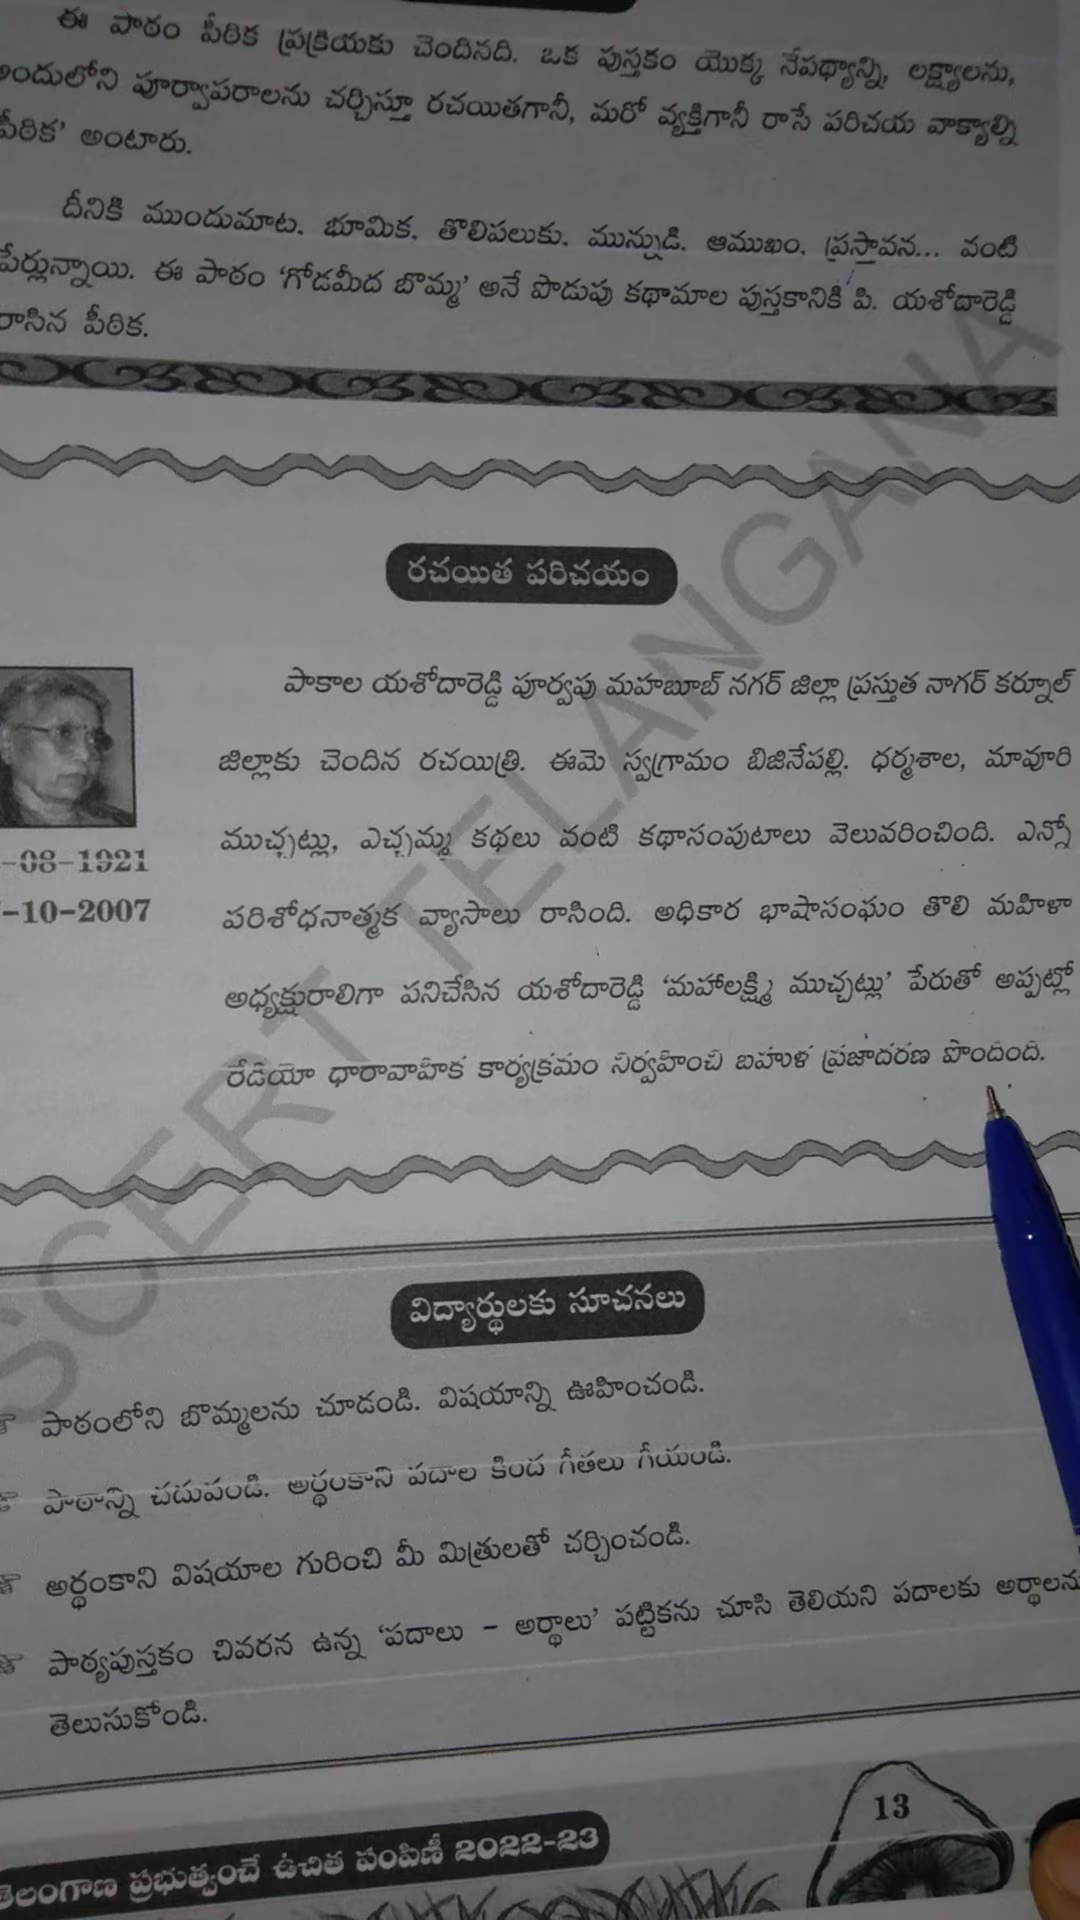 ఈ పాఠం పీఠిక ప్రక్రియకు చెందినది. ఒక పుస్తకం యొక్క నేపథ్యాన్ని, లక్ష్యాలను,
అందులోని పూర్వాపరాలను చర్చిస్తూ రచయితగానీ, మరో వ్యక్తిగానీ రాసే పరిచయ వాక్యాల్ని
పీఠిక' అంటారు.
దీనికి ముందుమాట. భూమిక. తొలిపలుకు. మున్నుడి. ఆముఖం. ప్రస్తావన... వంటి
పేర్లున్నాయి. ఈ పాఠం 'గోడమీద బొమ్మ' అనే పొడుపు కథామాల పుస్తకానికి పి. యశోదారెడ్డి
రాసిన పీఠిక.
రచయిత పరిచయం
పాకాల యశోదారెడ్డి పూర్వపు మహబూబ్ నగర్ జిల్లా ప్రస్తుత నాగర్ కర్నూల్
జిల్లాకు చెందిన రచయిత్రి. ఈమె స్వగ్రామం బిజినేపల్లి. ధర్మశాల, మావూరి
ముచ్చట్లు, ఎచ్చమ్మ కథలు వంటి కథాసంపుటాలు వెలువరించింది. ఎన్నో
-08-1921
పరిశోధనాత్మక వ్యాసాలు రాసింది. అధికార భాషాసంఘం తొలి మహిళా
-10-2007
అధ్యక్షురాలిగా పనిచేసిన యశోదారెడ్డి 'మహాలక్ష్మి ముచ్చట్లు' పేరుతో అప్పట్లో
రేడియో ధారావాహిక కార్యక్రమం నిర్వహించి బహుళ ప్రజాదరణ పొందింది.
విద్యార్థులకు సూచనలు
పాఠంలోని బొమ్మలను చూడండి. విషయాన్ని ఊహించండి.
పాఠాన్ని చదువండి. అర్థంకాని పదాల కింద గీతలు గీయండి.
అర్థంకాని విషయాల గురించి మీ మిత్రులతో చర్చించండి.
పాఠ్యపుస్తకం చివరన ఉన్న 'పదాలు - అర్థాలు' పట్టికను చూసి తెలియని పదాలకు అర్థాలను
తెలుసుకోండి.
13
తెలంగాణ ప్రభుత్వంచే ఉచిత పంపిణీ 2022-23
SCERT TELANGANA